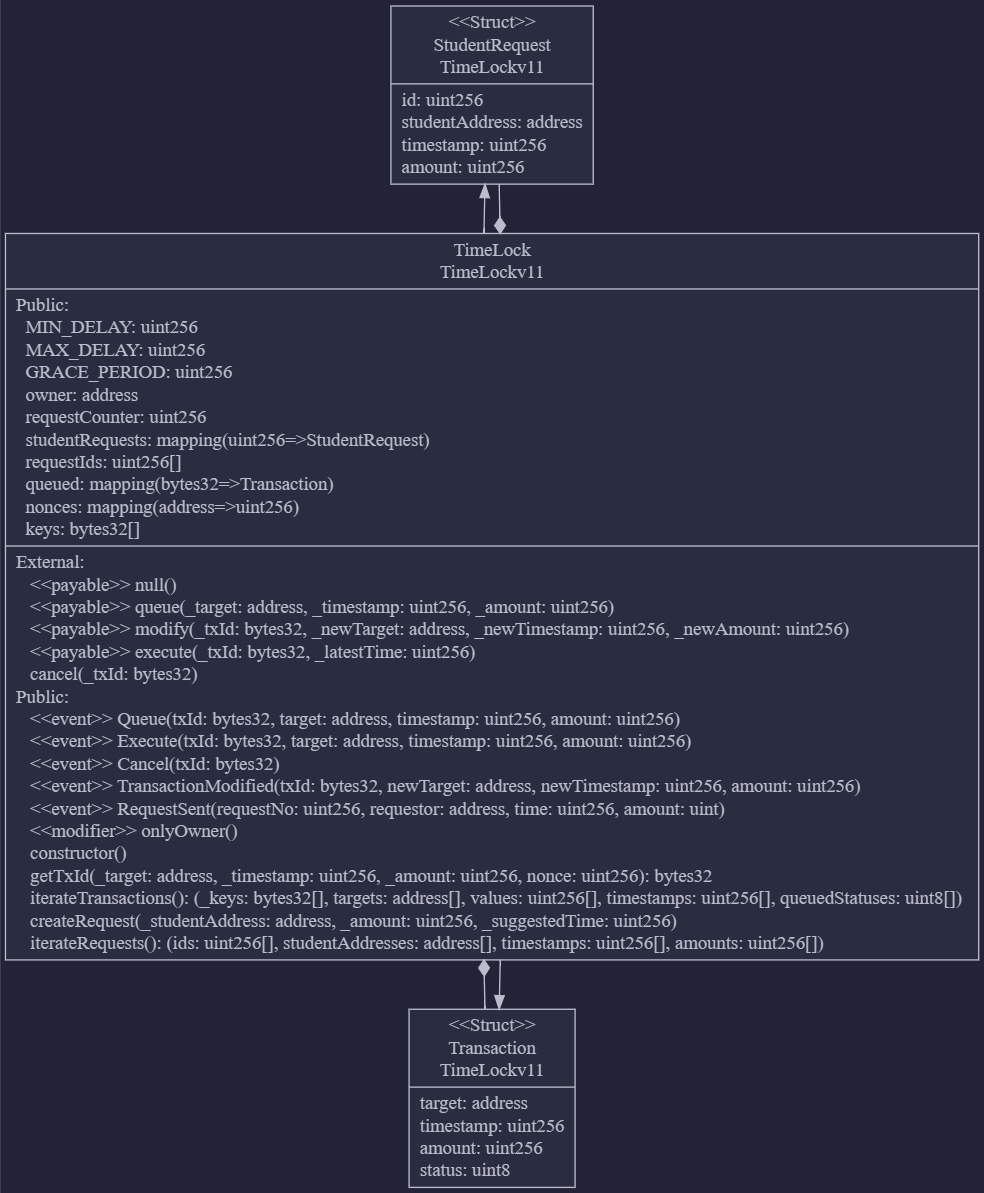 <<Struct>>
StudentRequest
TimeLockv11
id: uint256
studentAddress: address
timestamp: uint256
amount: uint256
TimeLock
TimeLockv11
Public:
MIN_DELAY: uint256
MAX_DELAY: uint256
GRACE_PERIOD: uint256
owner: address
requestCounter: uint256
studentRequests: mapping(uint256=>StudentRequest)
requestIds: uint256[]
queued: mapping(bytes32=>Transaction)
nonces: mapping(address=>uint256)
keys: bytes32[]
External:
<<payable>> null()
<<payable>> queue(_target: address, _timestamp: uint256, _amount: uint256)
<<payable>> modify(_txId: bytes32, _newTarget: address, _newTimestamp: uint256, _newAmount: uint256)
<<payable>> execute(_txId: bytes32, _latestTime: uint256)
cancel(_txId: bytes32)
Public:
<<event>> Queue(txId: bytes32, target: address, timestamp: uint256, amount: uint256)
<<event>> Execute(txId: bytes32, target: address, timestamp: uint256, amount: uint256)
<<event>> Cancel(txId: bytes32)
<<event>> TransactionModified(txId: bytes32, newTarget: address, newTimestamp: uint256, amount: uint256)
<<event>> RequestSent(requestNo: uint256, requestor: address, time: uint256, amount: uint)
<<modifier>> onlyOwner()
constructor()
getTxId(_target: address, _timestamp: uint256, _amount: uint256, nonce: uint256): bytes32
iterateTransactions(): (_keys: bytes32[], targets: address[], values: uint256[], timestamps: uint256[], queuedStatuses: uint8[])
createRequest(_studentAddress: address, _amount: uint256, _suggestedTime: uint256)
iterateRequests(): (ids: uint256[], studentAddresses: address[], timestamps: uint256[], amounts: uint256[])
<<Struct>>
Transaction
TimeLockv11
target: address
timestamp: uint256
amount: uint256
status: uint8